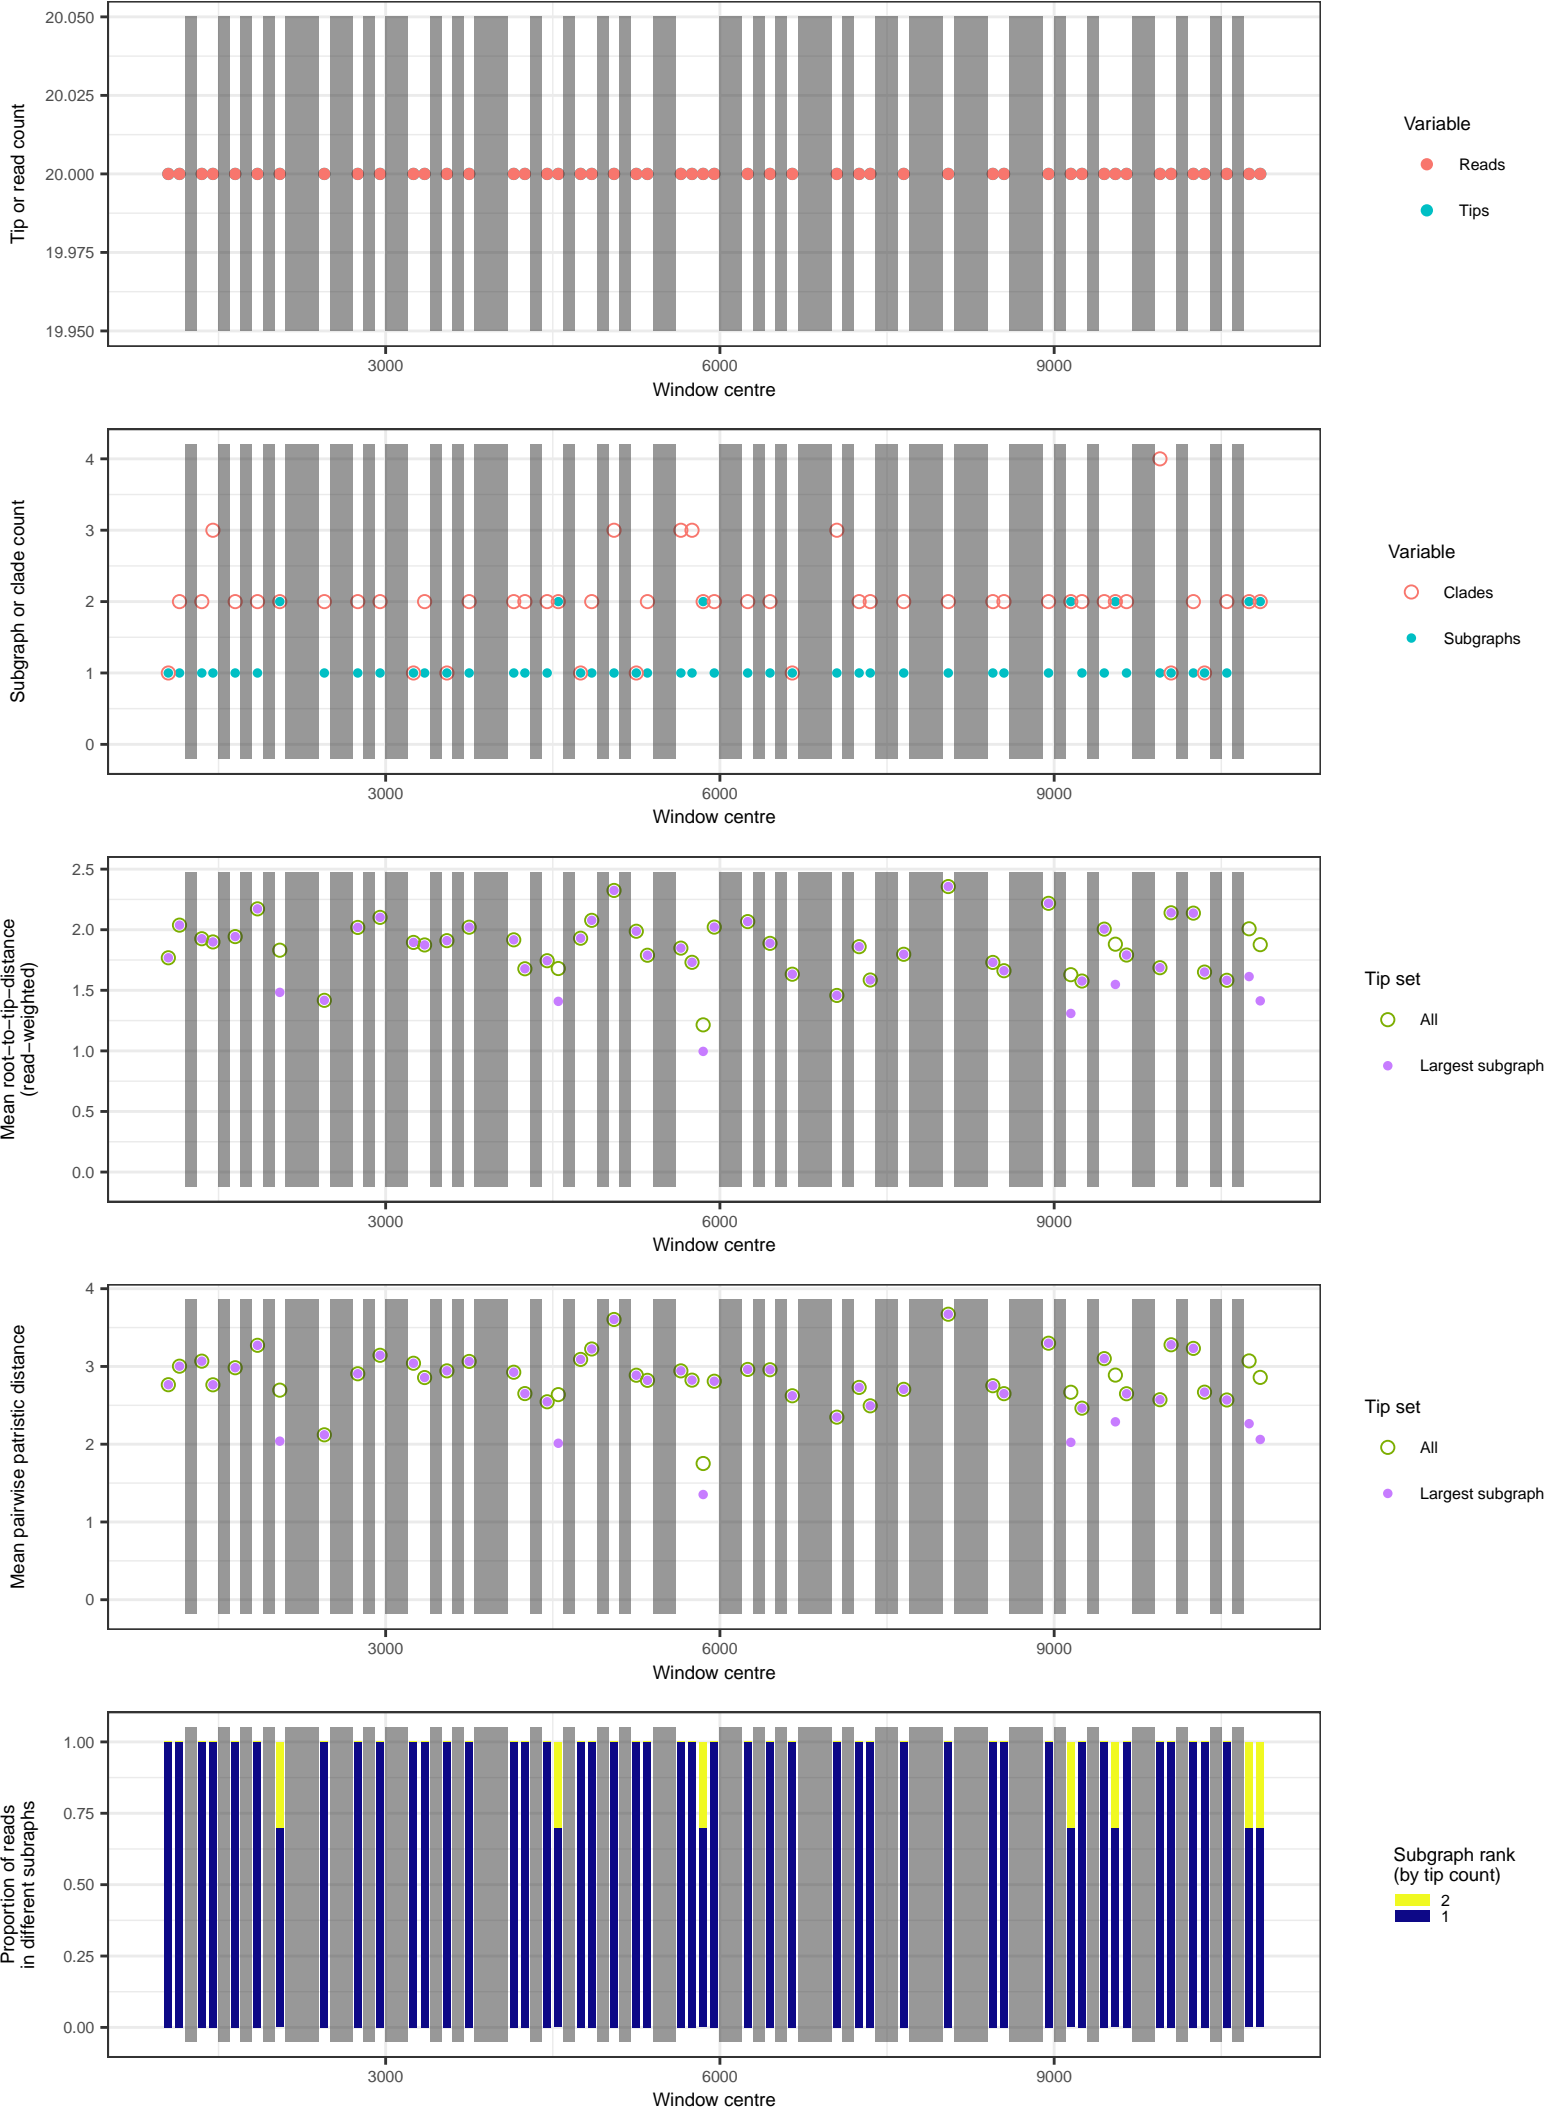 20.050
20.025
20.000
19.975
19.950
Tip or read count
3000
6000
9000
Window centre
Variable
Reads
Tips
4
3
2
1
0
Subgraph or clade count
3000
6000
9000
Window centre
Variable
Clades
Subgraphs
2.5
2.0
1.5
1.0
0.5
0.0
Mean root−to−tip−distance
(read−weighted)
3000
6000
9000
Window centre
Tip set
All
Largest subgraph
4
3
2
1
0
Mean pairwise patristic distance
3000
6000
9000
Window centre
Tip set
All
Largest subgraph
1.00
0.75
0.50
0.25
0.00
Proportion of reads
in different subraphs
3000
6000
9000
Window centre
Subgraph rank
(by tip count)
2
1